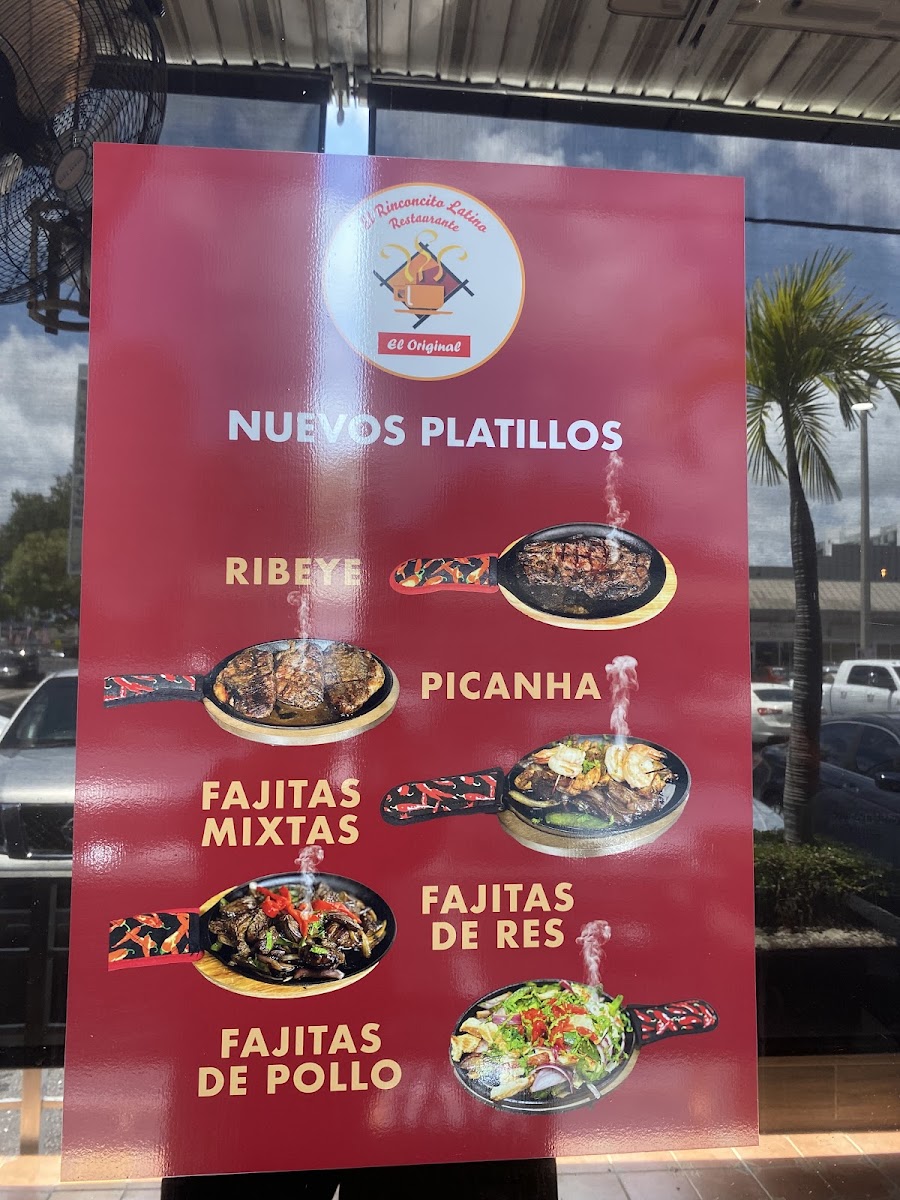 El Rinconcito Latino
Restaurante
El Original
NUEVOS PLATILLOS
RIBEYE
PICANHA
FAJITAS
MIXTAS
FAJITAS
DE RES
FAJITAS
DE POLLO